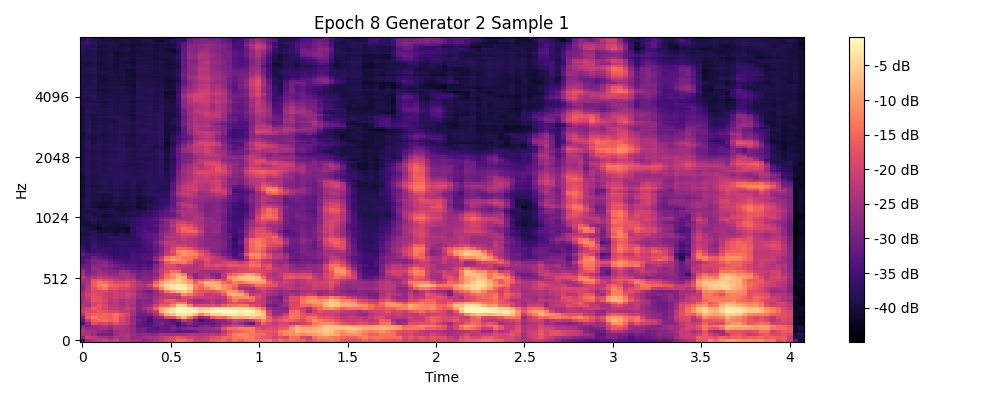 Epoch 8 Generator 2 Sample 1
Hz
4096
2048
1024
512
0
0 0.5 1 1.5 2 2.5 3 3.5 4
Time
-5 dB
-10 dB
-15 dB
-20 dB
-25 dB
-30 dB
-35 dB
-40 dB